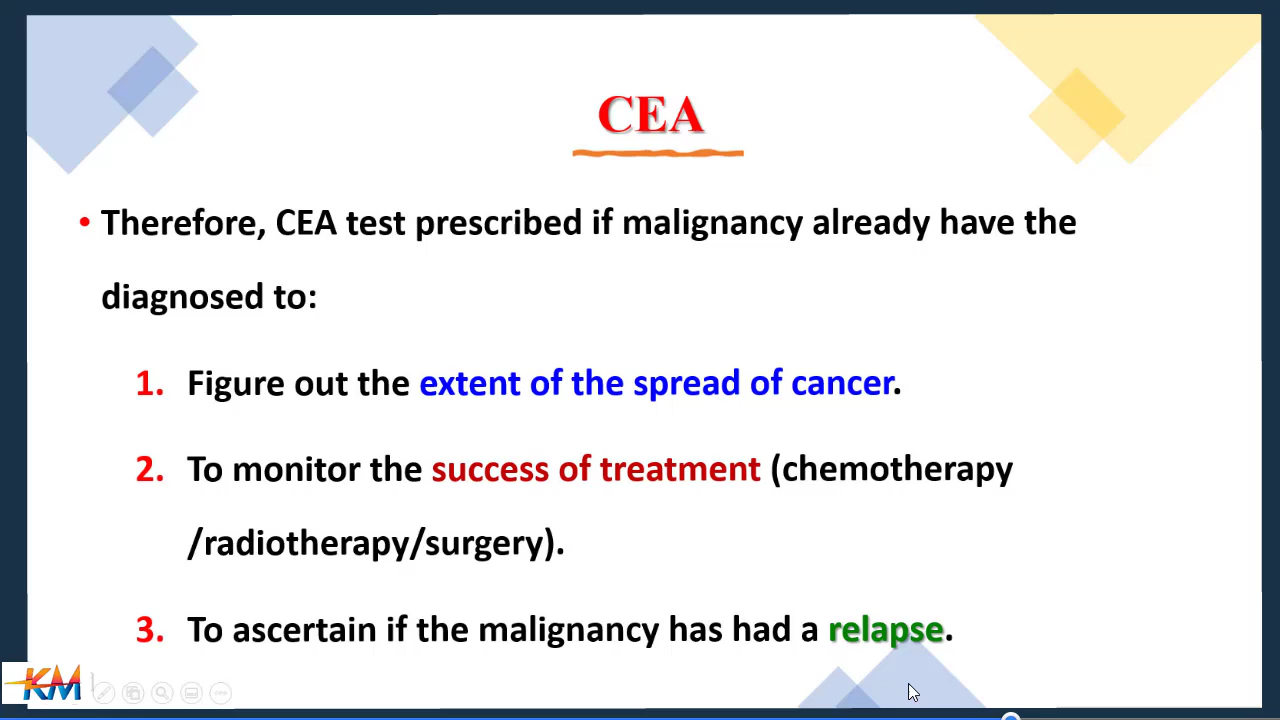 CEA
• Therefore, CEA test prescribed if malignancy already have the
diagnosed to:
1. Figure out the extent of the spread of cancer.
2. To monitor the success of treatment (chemotherapy
/radiotherapy/surgery).
3. To ascertain if the malignancy has had a relapse.
KM